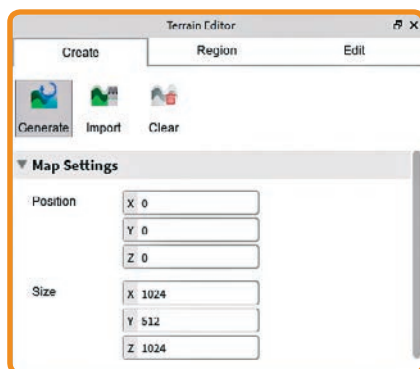 Terrain Editor
Create Region Edit
Generate Import Clear
Map Settings
Position X 0
Y 0
Z 0
Size X 1024
Y 512
Z 1024